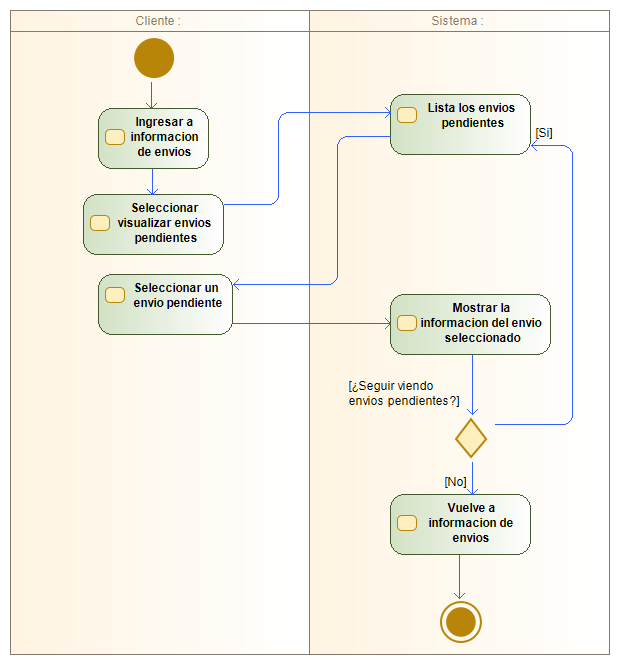 Cliente :
Sistema :
Ingresar a
informacion
de envios
Lista los envios
pendientes
[Si]
Seleccionar
visualizar envios
pendientes
Seleccionar un
envio pendiente
Mostrar la
informacion del envio
seleccionado
[¿Seguir viendo
envios pendientes?]
[No]
Vuelve a
informacion de
envios